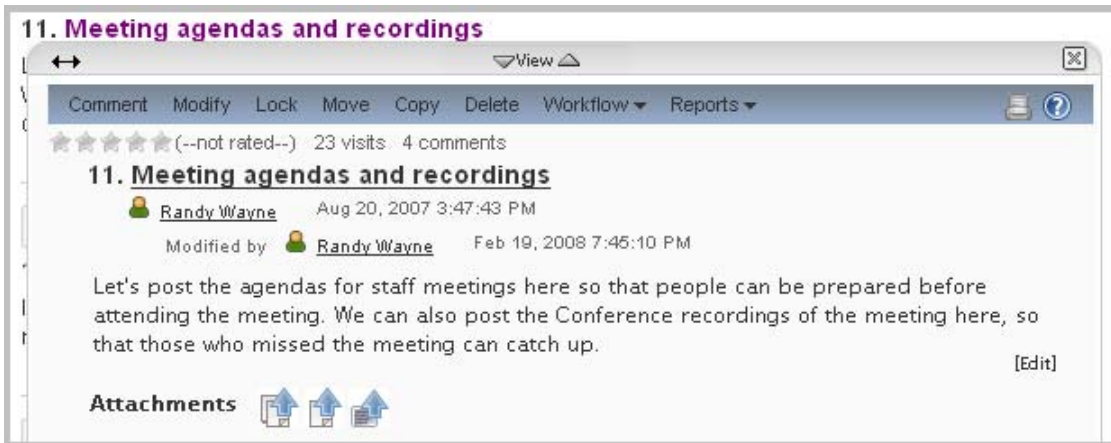 11. Meeting agendas and recordings
View
Comment Modify Lock Move Copy Delete Workflow Reports
(--not rated--) 23 visits 4 comments
11. Meeting agendas and recordings
Randy Wayne Aug 20, 2007 3:47:43 PM
Modified by Randy Wayne Feb 19, 2008 7:45:10 PM
Let's post the agendas for staff meetings here so that people can be prepared before
attending the meeting. We can also post the Conference recordings of the meeting here, so
that those who missed the meeting can catch up.
[Edit]
Attachments